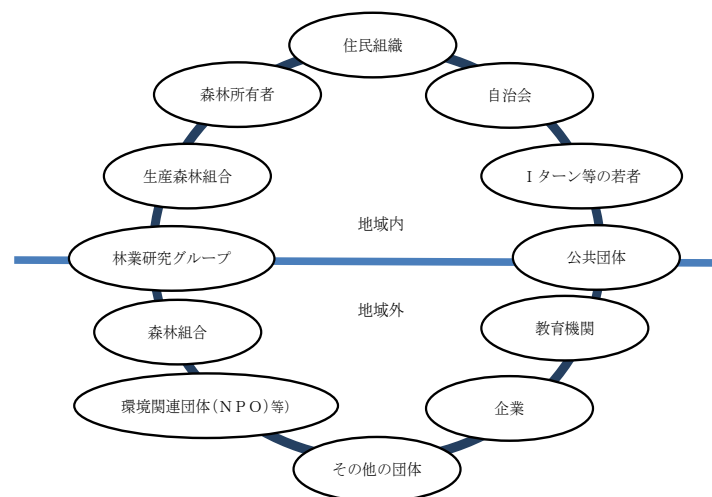 住民組織
森林所有者
自治会
生産森林組合
Ｉターン等の若者
地域内
林業研究グループ
公共団体
地域外
森林組合
教育機関
環境関連団体（ＮＰＯ）等）
企業
その他の団体